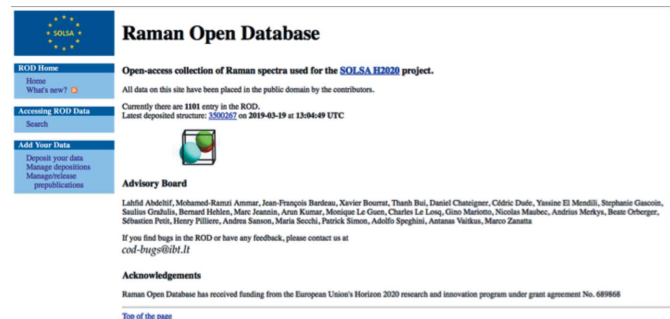 SOLSA
Raman Open Database
ROD Home
Home
What's new?
Accessing ROD Data
Search
Add Your Data
Deposit your data
Manage depositions
Manage/release
prepublications
Open-access collection of Raman spectra used for the SOLSA H2020 project.
All data on this site have been placed in the public domain by the contributors.
Currently there are 1101 entry in the ROD.
Latest deposited structure: 3500267 on 2019-03-19 at 13:04:49 UTC
Advisory Board
Lahfid Abdeltif, Mohamed-Ramzi Ammar, Jean-François Bardeau, Xavier Bourrat, Thanh Bui, Daniel Chateigner, Cédric Duée, Yassine El Mendili, Stephanie Gascoin,
Saulius Gražulis, Bernard Hehlen, Marc Jeannin, Arun Kumar, Monique Le Guen, Charles Le Losq, Gino Mariotto, Nicolas Maubec, Andrius Merkys, Beate Orberger,
Sébastien Petit, Henry Pilliere, Andrea Sanson, Maria Secchi, Patrick Simon, Adolfo Speghini, Antanas Vaitkus, Marco Zanatta
If you find bugs in the ROD or have any feedback, please contact us at
cod-bugs@ibt.lt
Acknowledgements
Raman Open Database has received funding from the European Union's Horizon 2020 research and innovation program under grant agreement No. 689868
Top of the page